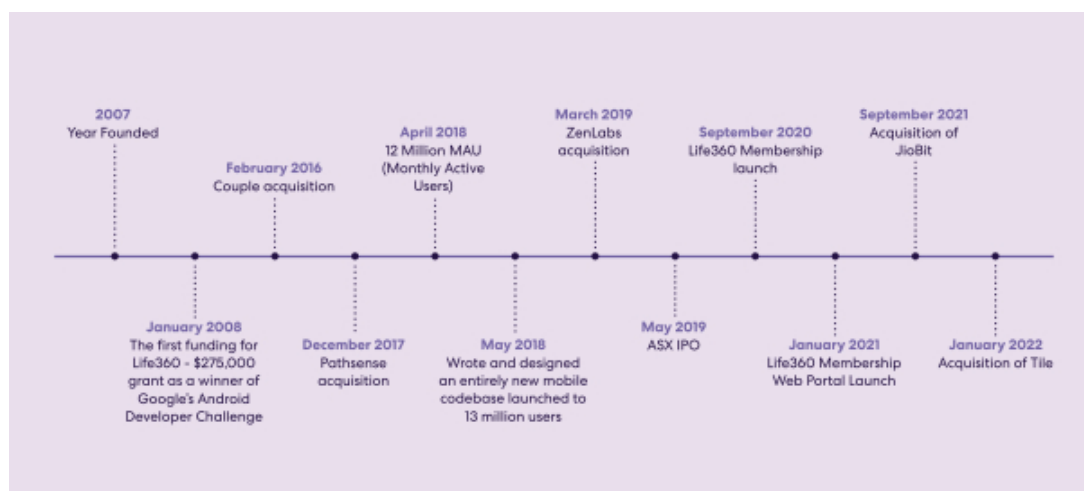 2007
Year Founded
January 2008
The first funding for
Life360 - $275,000
grant as a winner of
Google's Android
Developer Challenge
February 2016
Couple acquisition
December 2017
Pathsense
acquisition
April 2018
12 Million MAU
(Monthly Active
Users)
May 2018
Wrote and designed
an entirely new mobile
codebase launched to
13 million users
March 2019
ZenLabs
acquisition
May 2019
ASX IPO
September 2020
Life360 Membership
launch
January 2021
Life360 Membership
Web Portal Launch
September 2021
Acquisition of
JioBit
January 2022
Acquisition of Tile